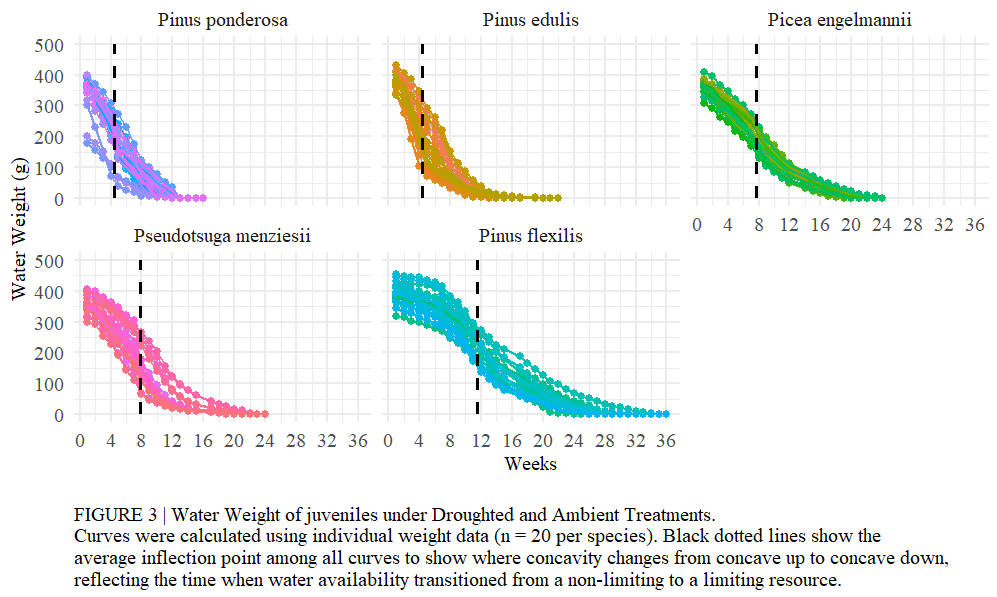 Pinus ponderosa
Pinus edulis
Picea engelmannii
500
400
300
200
100
0
0 4 8 12 16 20 24 28 32 36
Water Weight (g)
Pseudotsuga menziesii
Pinus flexilis
500
400
300
200
100
0
0 4 8 12 16 20 24 28 32 36
0 4 8 12 16 20 24 28 32 36
Weeks
FIGURE 3 | Water Weight of juveniles under Droughted and Ambient Treatments.
Curves were calculated using individual weight data (n = 20 per species). Black dotted lines show the
average inflection point among all curves to show where concavity changes from concave up to concave down,
reflecting the time when water availability transitioned from a non-limiting to a limiting resource.